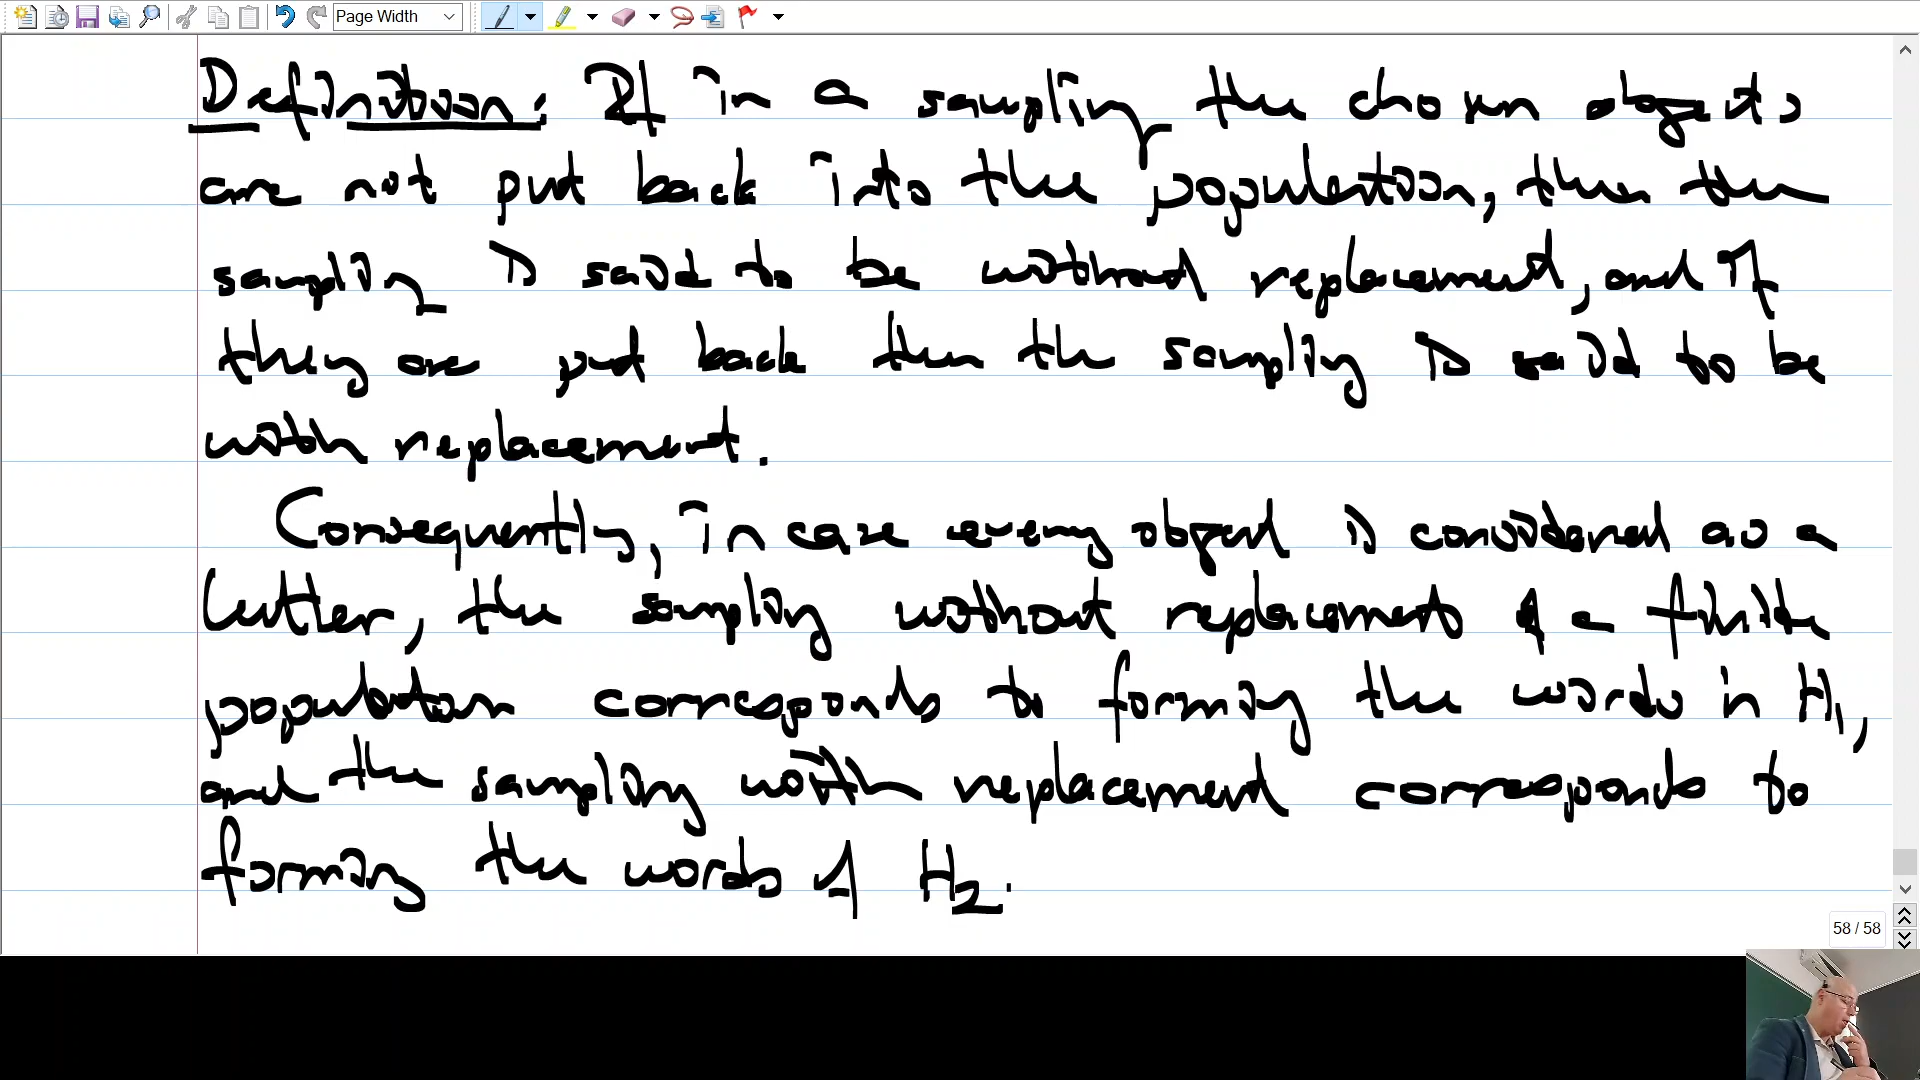 Page Width
Definition: If in a sampling the chosen objects
are not put back into the population, then the
sampling is said to be without replacement, and if
they are put back then the sampling is said to be
with replacement.
Consequently, in case every object is considered as a
letter, the sampling without replacement of a finite
population corresponds to forming the words in H₁,
and the sampling with replacement corresponds to
forming the words of H₂.
58 / 58